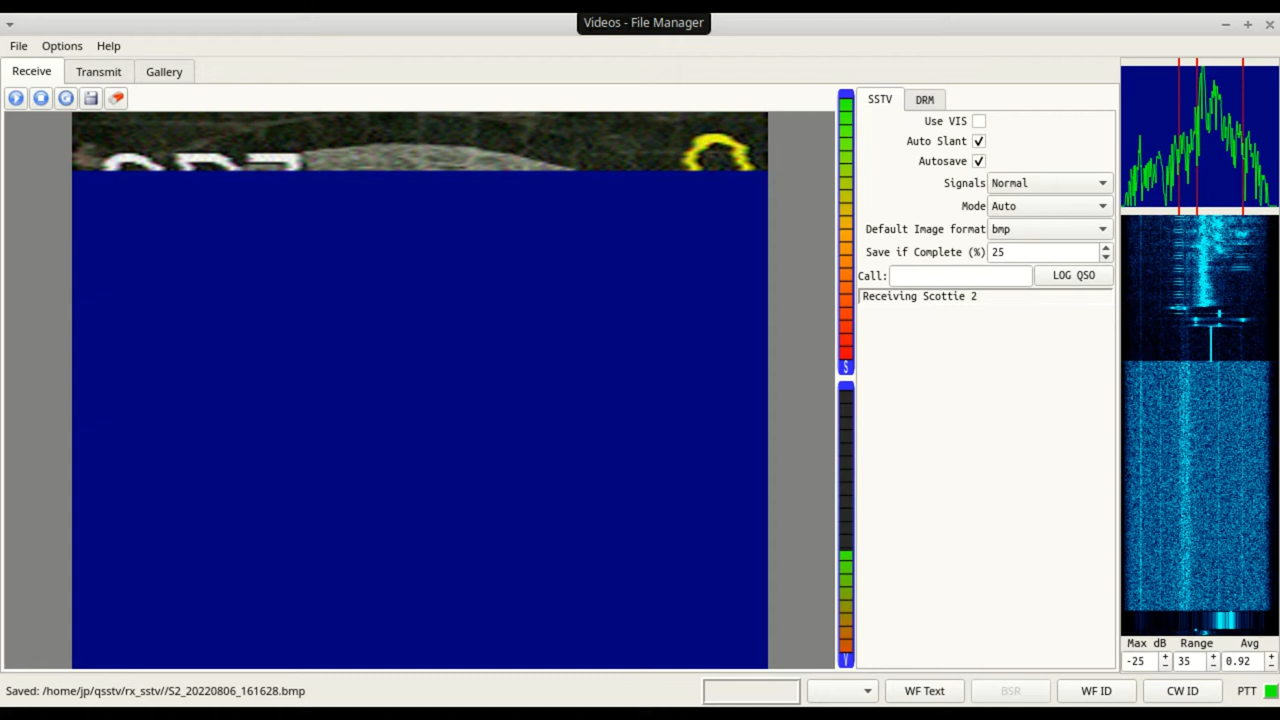 Videos - File Manager
File Options Help
Receive Transmit Gallery
SSTV DRM
Use VIS
Auto Slant
Autosave
Signals Normal
Mode Auto
Default Image format bmp
Save if Complete (%) 25
Call: LOG QSO
Receiving Scottie 2
S
V
Max dB Range Avg
-25 35 0.92
Saved: /home/jp/qsstv/rx_sstv//S2_20220806_161628.bmp
WF Text BSR WF ID CW ID PTT